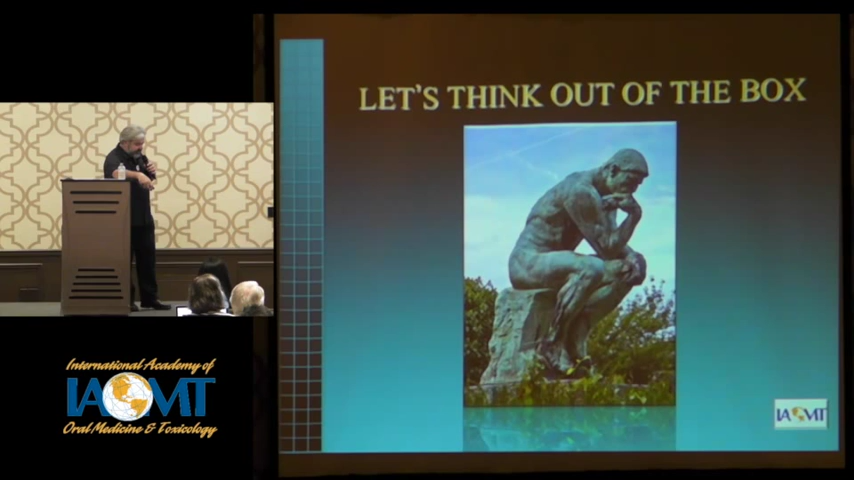 LET'S THINK OUT OF THE BOX
International Academy of
IAOMT
Oral Medicine & Toxicology
IAOMT